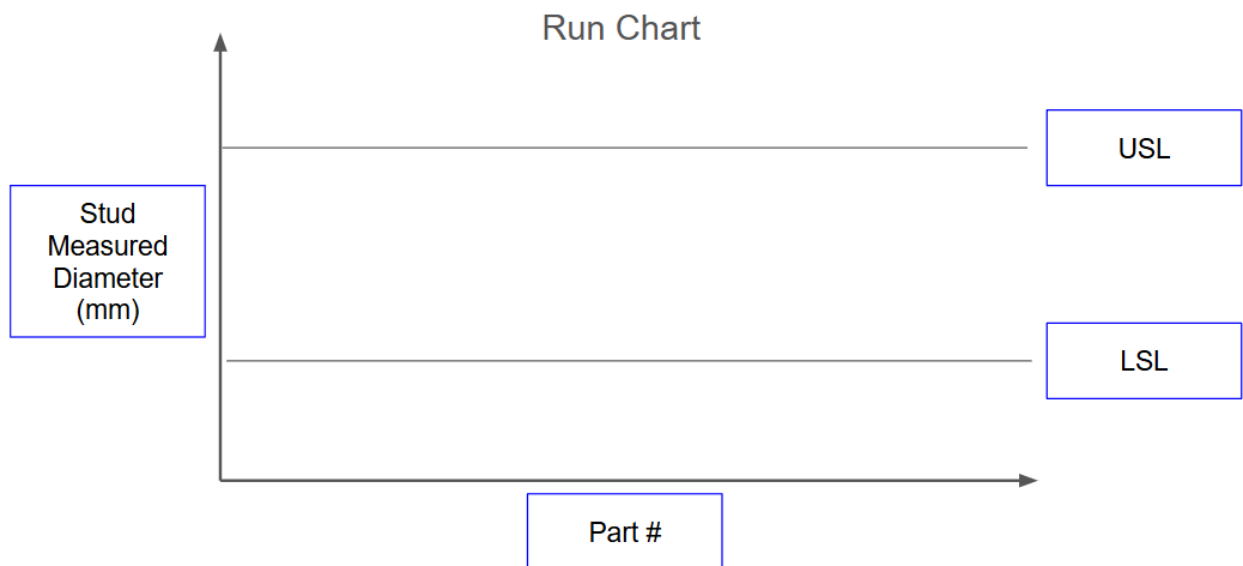 Run Chart
USL
Stud
Measured
Diameter
(mm)
LSL
Part #